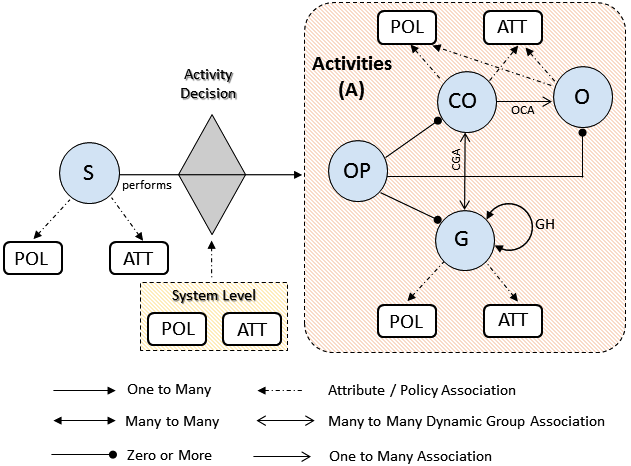 POL
ATT
Activities
(A)
Activity
Decision
CO
O
OCA
S
performs
OP
CGA
G
GH
POL
ATT
System Level
POL
ATT
POL
ATT
One to Many
Attribute / Policy Association
Many to Many
Many to Many Dynamic Group Association
Zero or More
One to Many Association